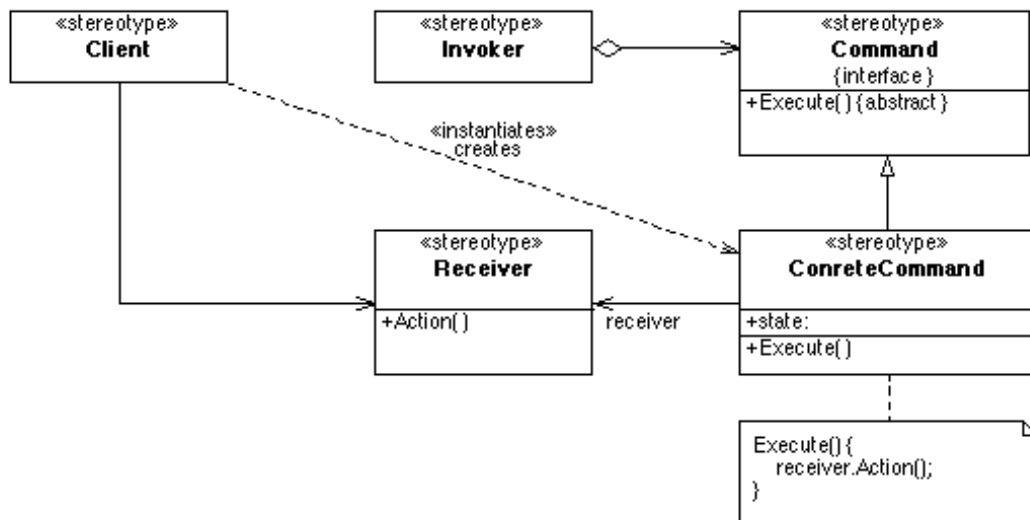 «stereotype»
Client
«stereotype»
Invoker
«stereotype»
Command
{interface}
+Execute(){abstract}
«instantiates»
creates
«stereotype»
Receiver
+Action()
receiver
«stereotype»
ConreteCommand
+state:
+Execute()
Execute(){
receiver.Action();
}